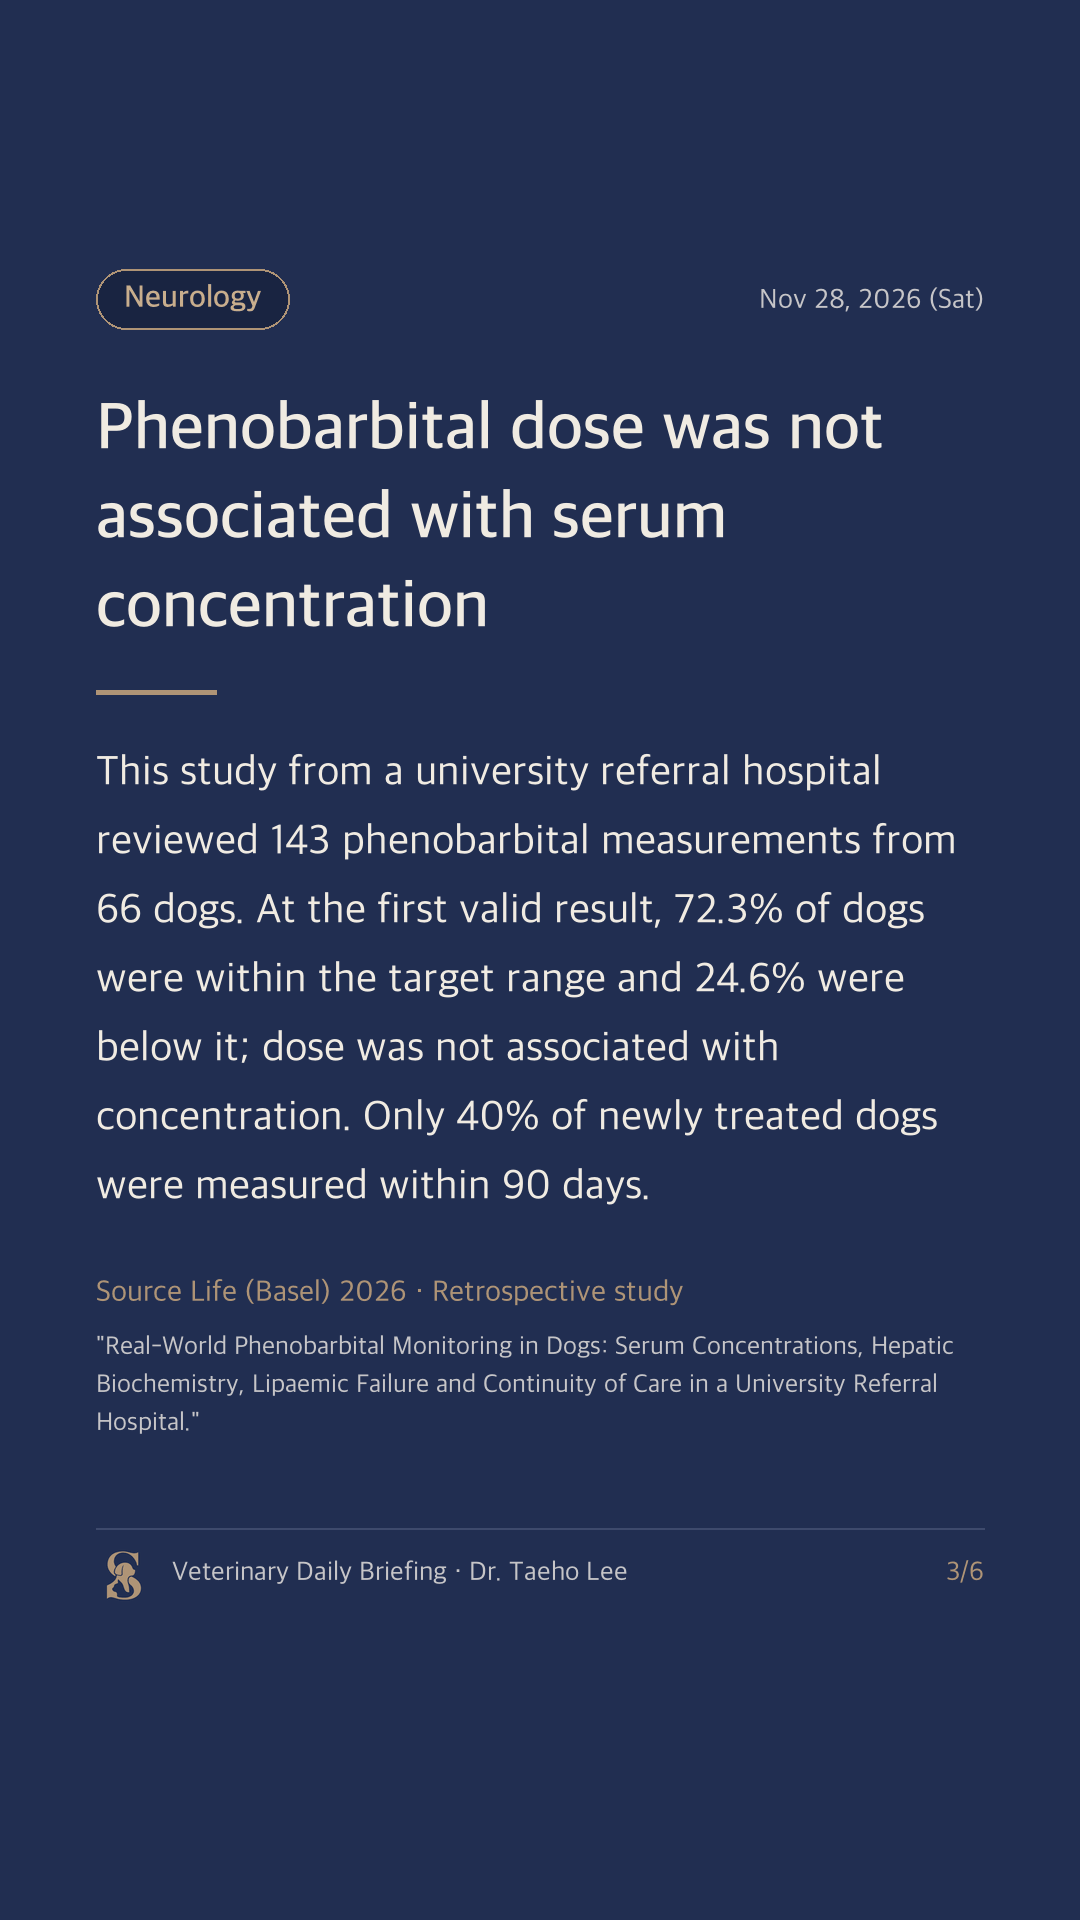 Neurology
Nov 28, 2026 (Sat)
Phenobarbital dose was not
associated with serum
concentration
This study from a university referral hospital
reviewed 143 phenobarbital measurements from
66 dogs. At the first valid result, 72.3% of dogs
were within the target range and 24.6% were
below it; dose was not associated with
concentration. Only 40% of newly treated dogs
were measured within 90 days.
Source Life (Basel) 2026 · Retrospective study
"Real-World Phenobarbital Monitoring in Dogs: Serum Concentrations, Hepatic
Biochemistry, Lipaemic Failure and Continuity of Care in a University Referral
Hospital."
Veterinary Daily Briefing · Dr. Taeho Lee
3/6